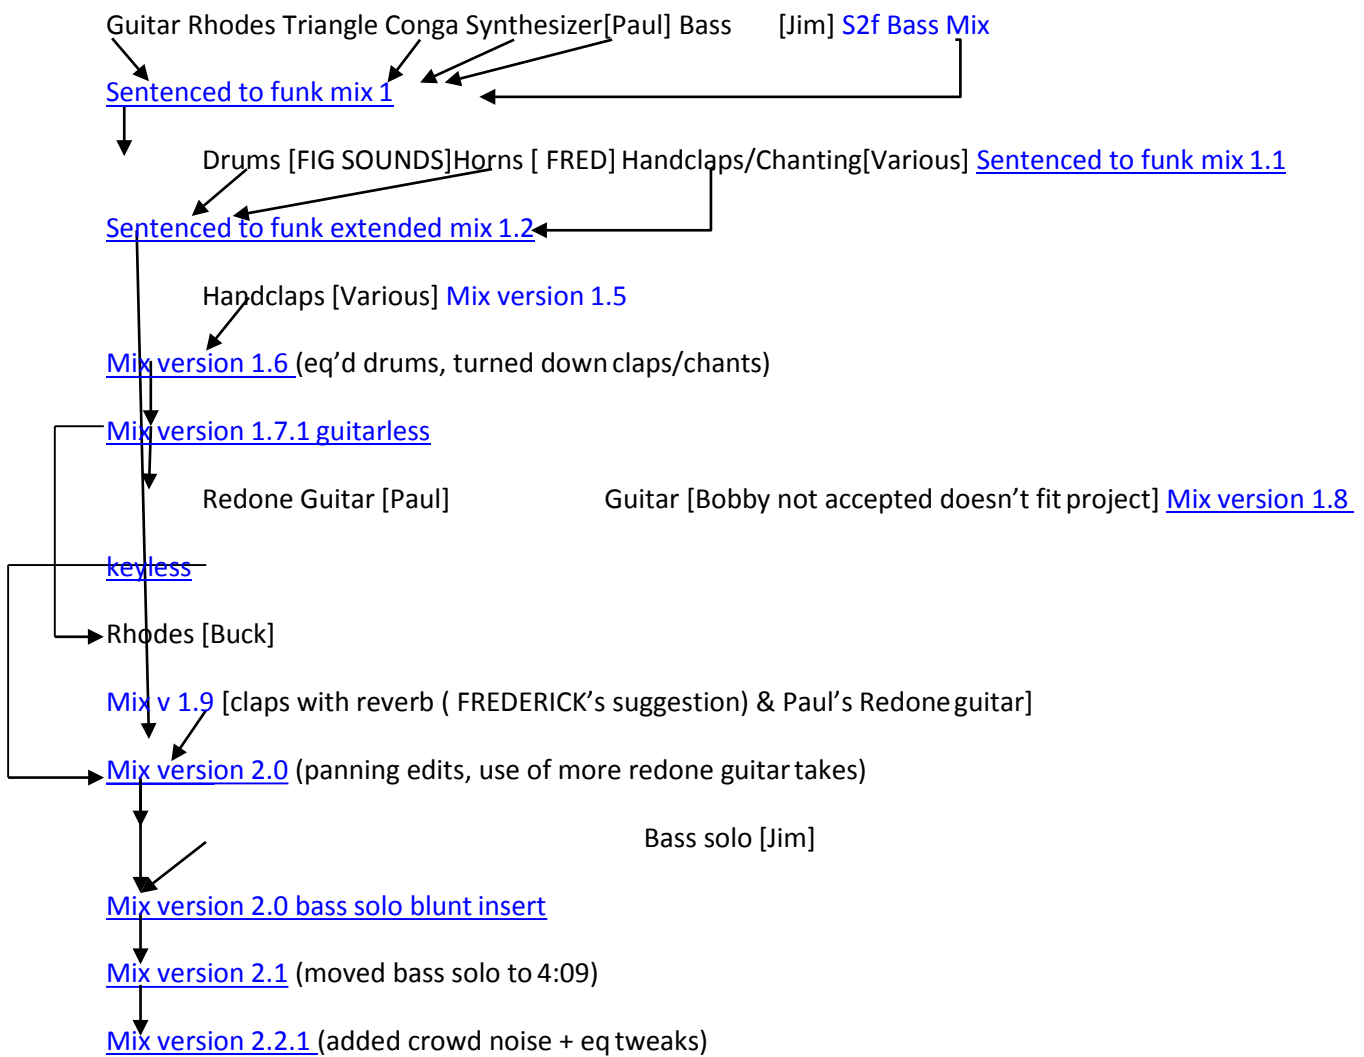 Guitar Rhodes Triangle Conga Synthesizer[Paul] Bass [Jim] S2f Bass Mix
Sentenced to funk mix 1
Drums [FIG SOUNDS]Horns [ FRED] Handclaps/Chanting[Various] Sentenced to funk mix 1.1
Sentenced to funk extended mix 1.2
Handclaps [Various] Mix version 1.5
Mix version 1.6 (eq’d drums, turned down claps/chants)
Mix version 1.7.1 guitarless
Redone Guitar [Paul] Guitar [Bobby not accepted doesn’t fit project] Mix version 1.8
keyless
Rhodes [Buck]
Mix v 1.9 [claps with reverb ( FREDERICK’s suggestion) & Paul’s Redone guitar]
Mix version 2.0 (panning edits, use of more redone guitar takes)
Bass solo [Jim]
Mix version 2.0 bass solo blunt insert
Mix version 2.1 (moved bass solo to 4:09)
Mix version 2.2.1 (added crowd noise + eq tweaks)